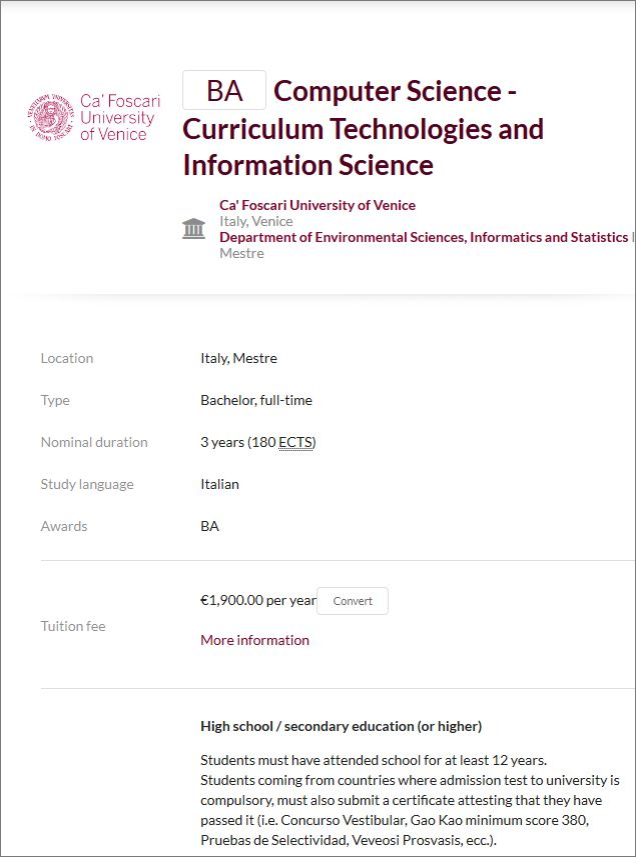 Ca' Foscari
University
of Venice
BA Computer Science -
Curriculum Technologies and
Information Science
Ca' Foscari University of Venice
Italy, Venice
Department of Environmental Sciences, Informatics and Statistics
Mestre
Location Italy, Mestre
Type Bachelor, full-time
Nominal duration 3 years (180 ECTS)
Study language Italian
Awards BA
€1,900.00 per year Convert
Tuition fee
More information
High school / secondary education (or higher)
Students must have attended school for at least 12 years.
Students coming from countries where admission test to university is
compulsory, must also submit a certificate attesting that they have
passed it (i.e. Concurso Vestibular, Gao Kao minimum score 380,
Pruebas de Selectividad, Veveosi Prosvasis, ecc.).